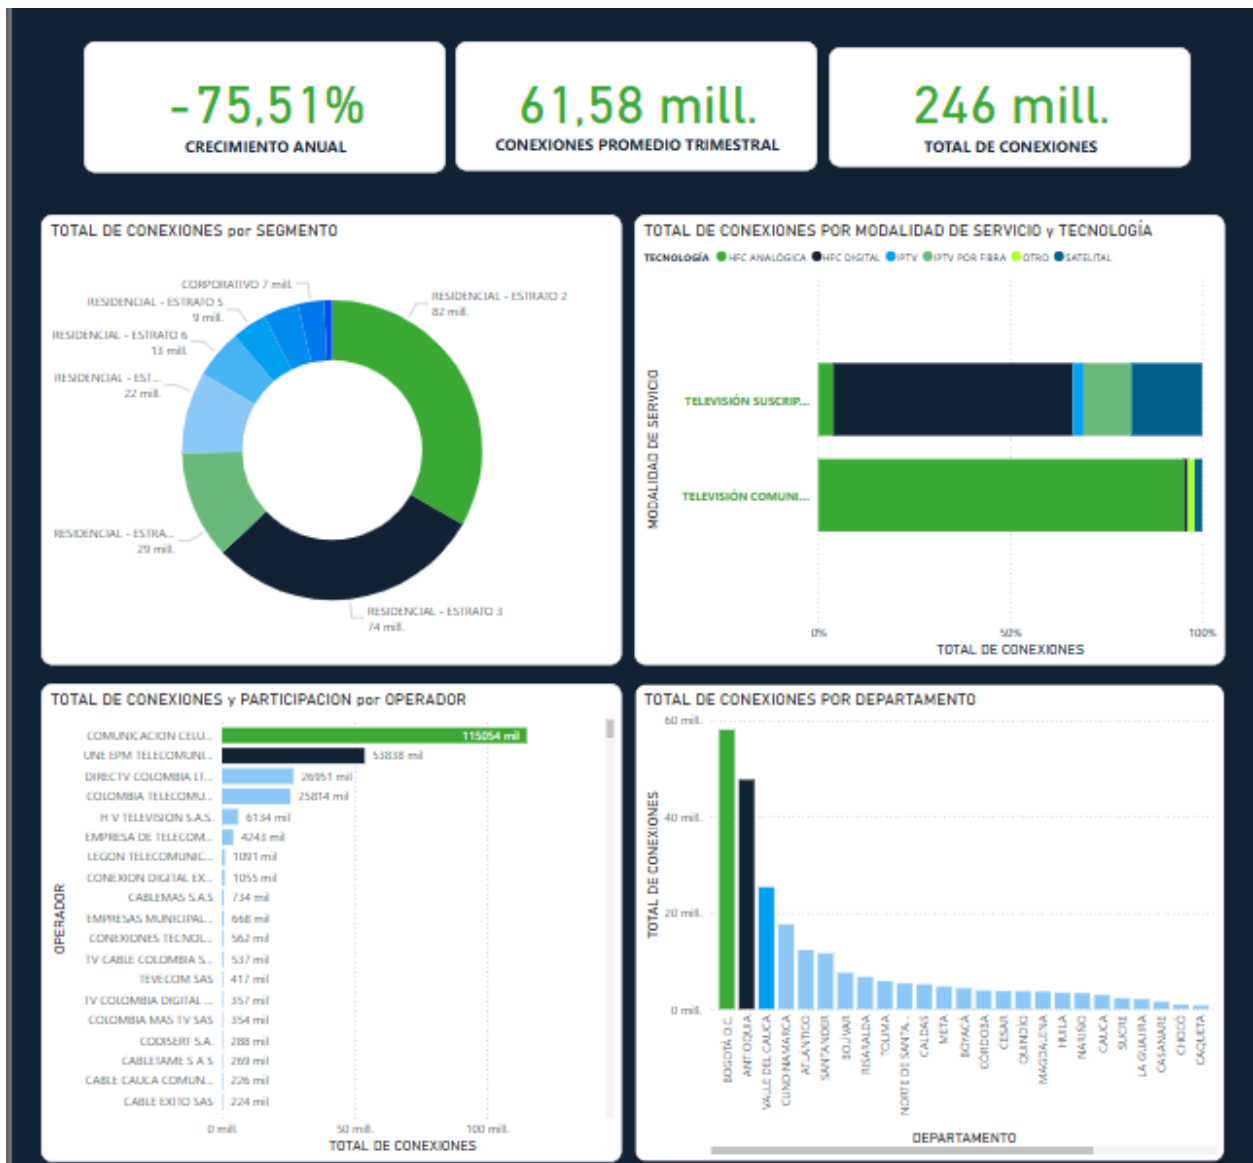 -75,51%
CRECIMIENTO ANUAL
61,58 mill.
CONEXIONES PROMEDIO TRIMESTRAL
246 mill.
TOTAL DE CONEXIONES
TOTAL DE CONEXIONES por SEGMENTO
CORPORATIVO 7 mill.
RESIDENCIAL - ESTRATO 5
9 mill.
RESIDENCIAL - ESTRATO 6
13 mill.
RESIDENCIAL - EST...
22 mill.
RESIDENCIAL - ESTRA...
29 mill.
RESIDENCIAL - ESTRATO 2
82 mill.
RESIDENCIAL - ESTRATO 3
74 mill.
TOTAL DE CONEXIONES POR MODALIDAD DE SERVICIO y TECNOLOGÍA
TECNOLOGÍA HFC ANALÓGICA HFC DIGITAL IPTV IPTV POR FIBRA OTRO SATELITAL
MODALIDAD DE SERVICIO
TELEVISIÓN SUSCRIP...
TELEVISIÓN COMUNI...
0% 50% 100%
TOTAL DE CONEXIONES
TOTAL DE CONEXIONES y PARTICIPACION por OPERADOR
OPERADOR
COMUNICACION CELU... 115054 mil
UNE EPM TELECOMUNI... 53838 mil
DIRECTV COLOMBIA LT... 26951 mil
COLOMBIA TELECOMU... 25814 mil
H V TELEVISION S.A.S. 6134 mil
EMPRESA DE TELECOM... 4243 mil
LEGON TELECOMUNIC... 1091 mil
CONEXION DIGITAL EX... 1055 mil
CABLEMAS S.A.S 734 mil
EMPRESAS MUNICIPAL... 668 mil
CONEXIONES TECNOL... 562 mil
TV CABLE COLOMBIA S... 537 mil
TEVECOM SAS 417 mil
TV COLOMBIA DIGITAL ... 357 mil
COLOMBIA MAS TV SAS 354 mil
CODISERT S.A. 288 mil
CABLETAME S A S 269 mil
CABLE CAUCA COMUN... 226 mil
CABLE EXITO SAS 224 mil
0 mill. 50 mill. 100 mill.
TOTAL DE CONEXIONES
TOTAL DE CONEXIONES POR DEPARTAMENTO
TOTAL DE CONEXIONES
60 mill.
40 mill.
20 mill.
0 mill.
BOGOTÁ D.C.
ANTIOQUIA
VALLE DEL CAUCA
CUNDINAMARCA
ATLÁNTICO
SANTANDER
BOLIVAR
RISARALDA
TOLIMA
NORTE DE SANTA...
CALDAS
META
BOYACÁ
CÓRDOBA
CESAR
QUINDÍO
MAGDALENA
HUILA
NARIÑO
CAUCA
SUCRE
LA GUAJIRA
CASANARE
CHOCÓ
CAQUETA
DEPARTAMENTO